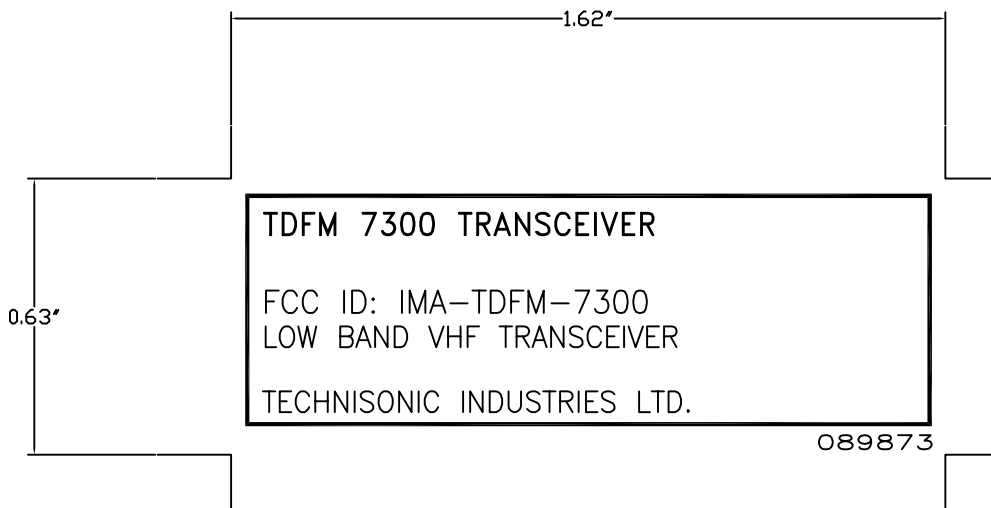 1.62"
TDFM 7300 TRANSCEIVER
FCC ID: IMA-TDFM-7300
0.63"
LOW BAND VHF TRANSCEIVER
TECHNISONIC INDUSTRIES LTD.
089873